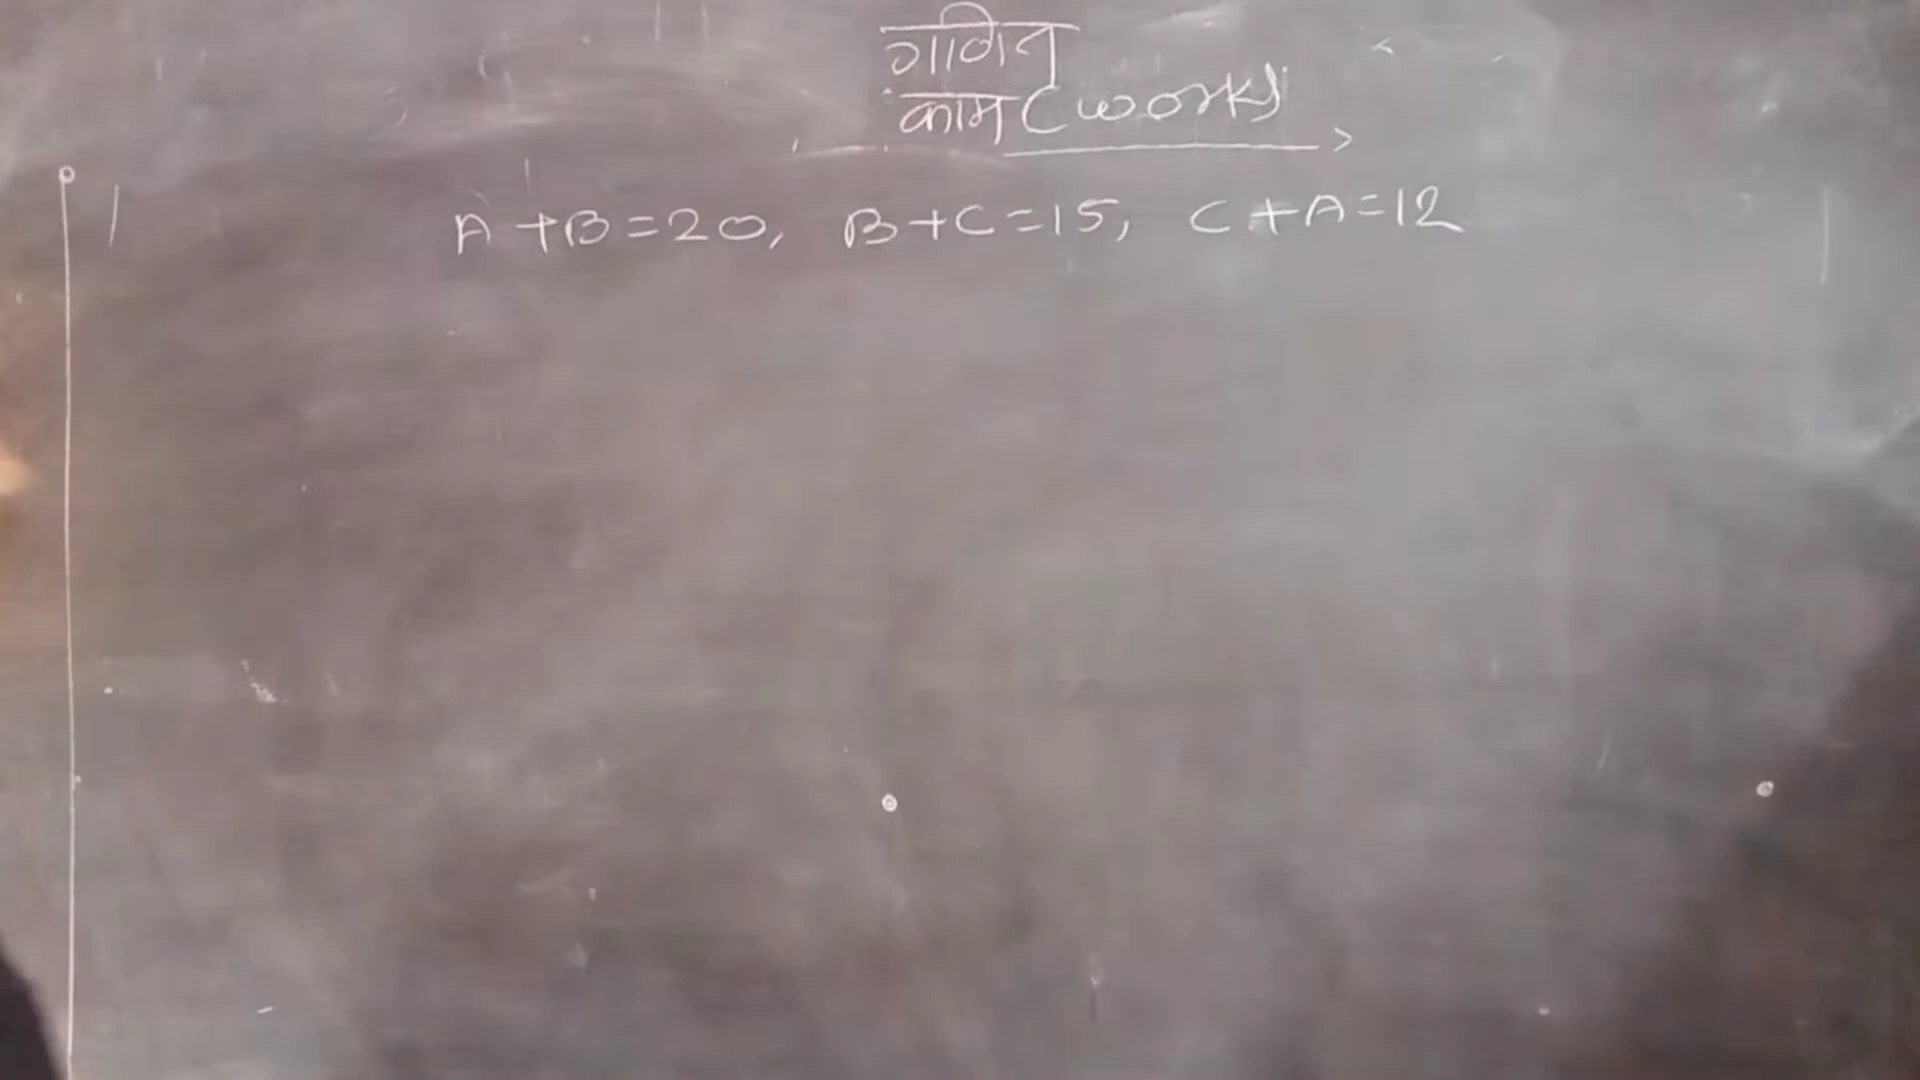 गणित
काम (work)
A+B=20, B+C=15, C+A=12